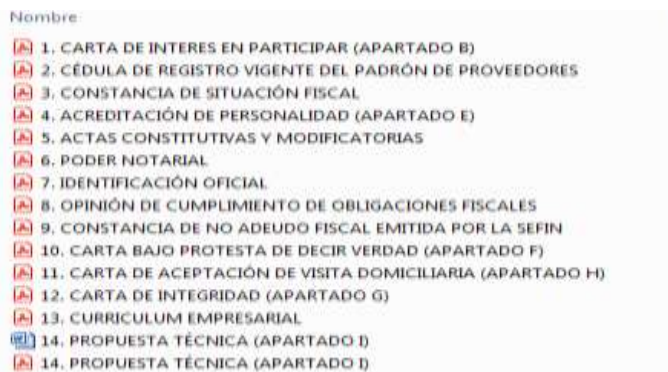 Nombre
1. CARTA DE INTERES EN PARTICIPAR (APARTADO B)
2. CÉDULA DE REGISTRO VIGENTE DEL PADRÓN DE PROVEEDORES
3. CONSTANCIA DE SITUACIÓN FISCAL
4. ACREDITACIÓN DE PERSONALIDAD (APARTADO E)
5. ACTAS CONSTITUTIVAS Y MODIFICATORIAS
6. PODER NOTARIAL
7. IDENTIFICACIÓN OFICIAL
8. OPINIÓN DE CUMPLIMIENTO DE OBLIGACIONES FISCALES
9. CONSTANCIA DE NO ADEUDO FISCAL EMITIDA POR LA SEFIN
10. CARTA BAJO PROTESTA DE DECIR VERDAD (APARTADO F)
11. CARTA DE ACEPTACIÓN DE VISITA DOMICILIARIA (APARTADO H)
12. CARTA DE INTEGRIDAD (APARTADO G)
13. CURRICULUM EMPRESARIAL
14. PROPUESTA TÉCNICA (APARTADO I)
14. PROPUESTA TÉCNICA (APARTADO I)